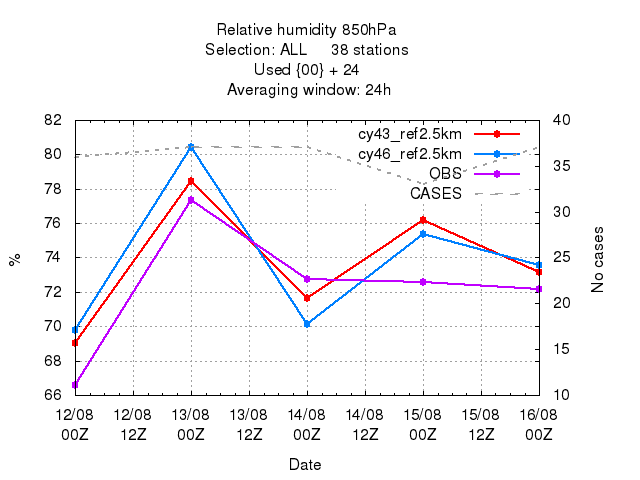 Relative humidity 850hPa
Selection: ALL 38 stations
Used {00} + 24
Averaging window: 24h
82 40
cy43_ref2.5km
cy46_ref2.5km
OBS
CASES
80 35
78
76 30
74 25
72 20
70
68 15
66 10
%
No cases
12/08 12/08 13/08 13/08 14/08 14/08 15/08 15/08 16/08
00Z 12Z 00Z 12Z 00Z 12Z 00Z 12Z 00Z
Date